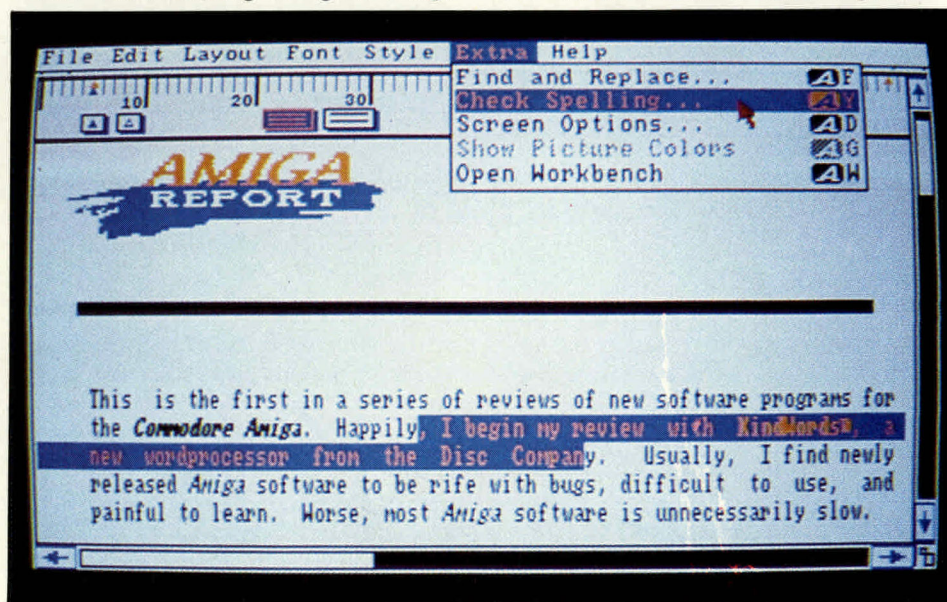 File Edit Layout Font Style Extra Help
Find and Replace... A F
Check Spelling... A Y
Screen Options... A D
Show Picture Colors A G
Open Workbench A W
10 20 30
AMIGA
REPORT
This is the first in a series of reviews of new software programs for
the Commodore Amiga. Happily, I begin my review with KindWords®, a
new wordprocessor from the Disc Company. Usually, I find newly
released Amiga software to be rife with bugs, difficult to use, and
painful to learn. Worse, most Amiga software is unnecessarily slow.